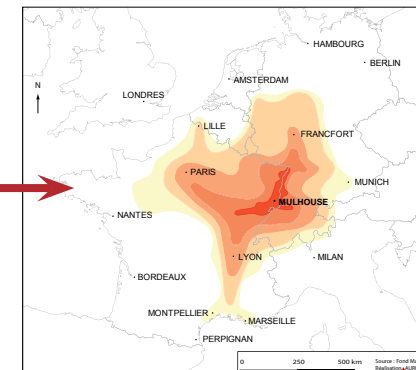 HAMBOURG
BERLIN
AMSTERDAM
N
LONDRES
LILLE
FRANCFORT
PARIS
MUNICH
MULHOUSE
NANTES
LYON
MILAN
BORDEAUX
MONTPELLIER
MARSEILLE
PERPIGNAN
0 250 500 km
Source : Fond